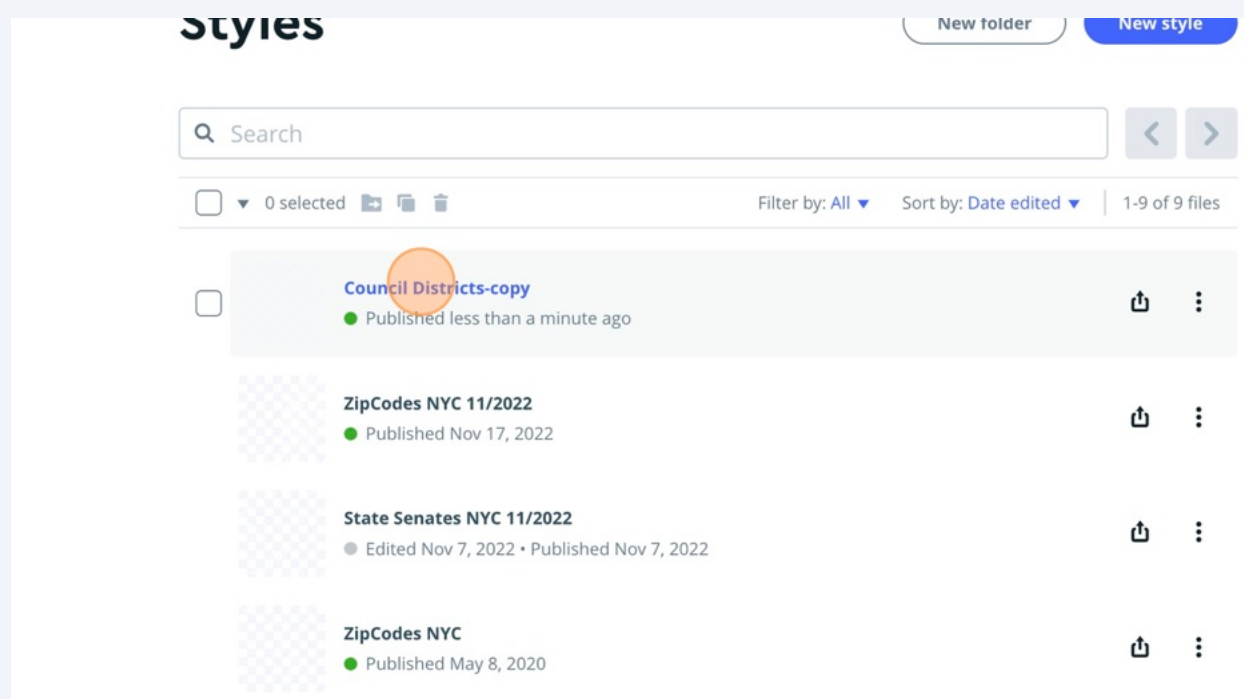 Styles
New folder
New style
Search
0 selected
Filter by: All
Sort by: Date edited
1-9 of 9 files
Council Districts-copy
Published less than a minute ago
ZipCodes NYC 11/2022
Published Nov 17, 2022
State Senates NYC 11/2022
Edited Nov 7, 2022 • Published Nov 7, 2022
ZipCodes NYC
Published May 8, 2020